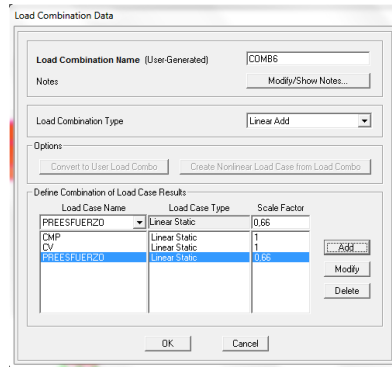 Load Combination Data
Load Combination Name (User-Generated) COMB6
Notes Modify/Show Notes...
Load Combination Type Linear Add
Options
Convert to User Load Combo Create Nonlinear Load Case from Load Combo
Define Combination of Load Case Results
Load Case Name Load Case Type Scale Factor
PREESFUERZO Linear Static 0,66
CMP Linear Static 1
CV Linear Static 1
PREESFUERZO Linear Static 0,66
Add
Modify
Delete
OK Cancel